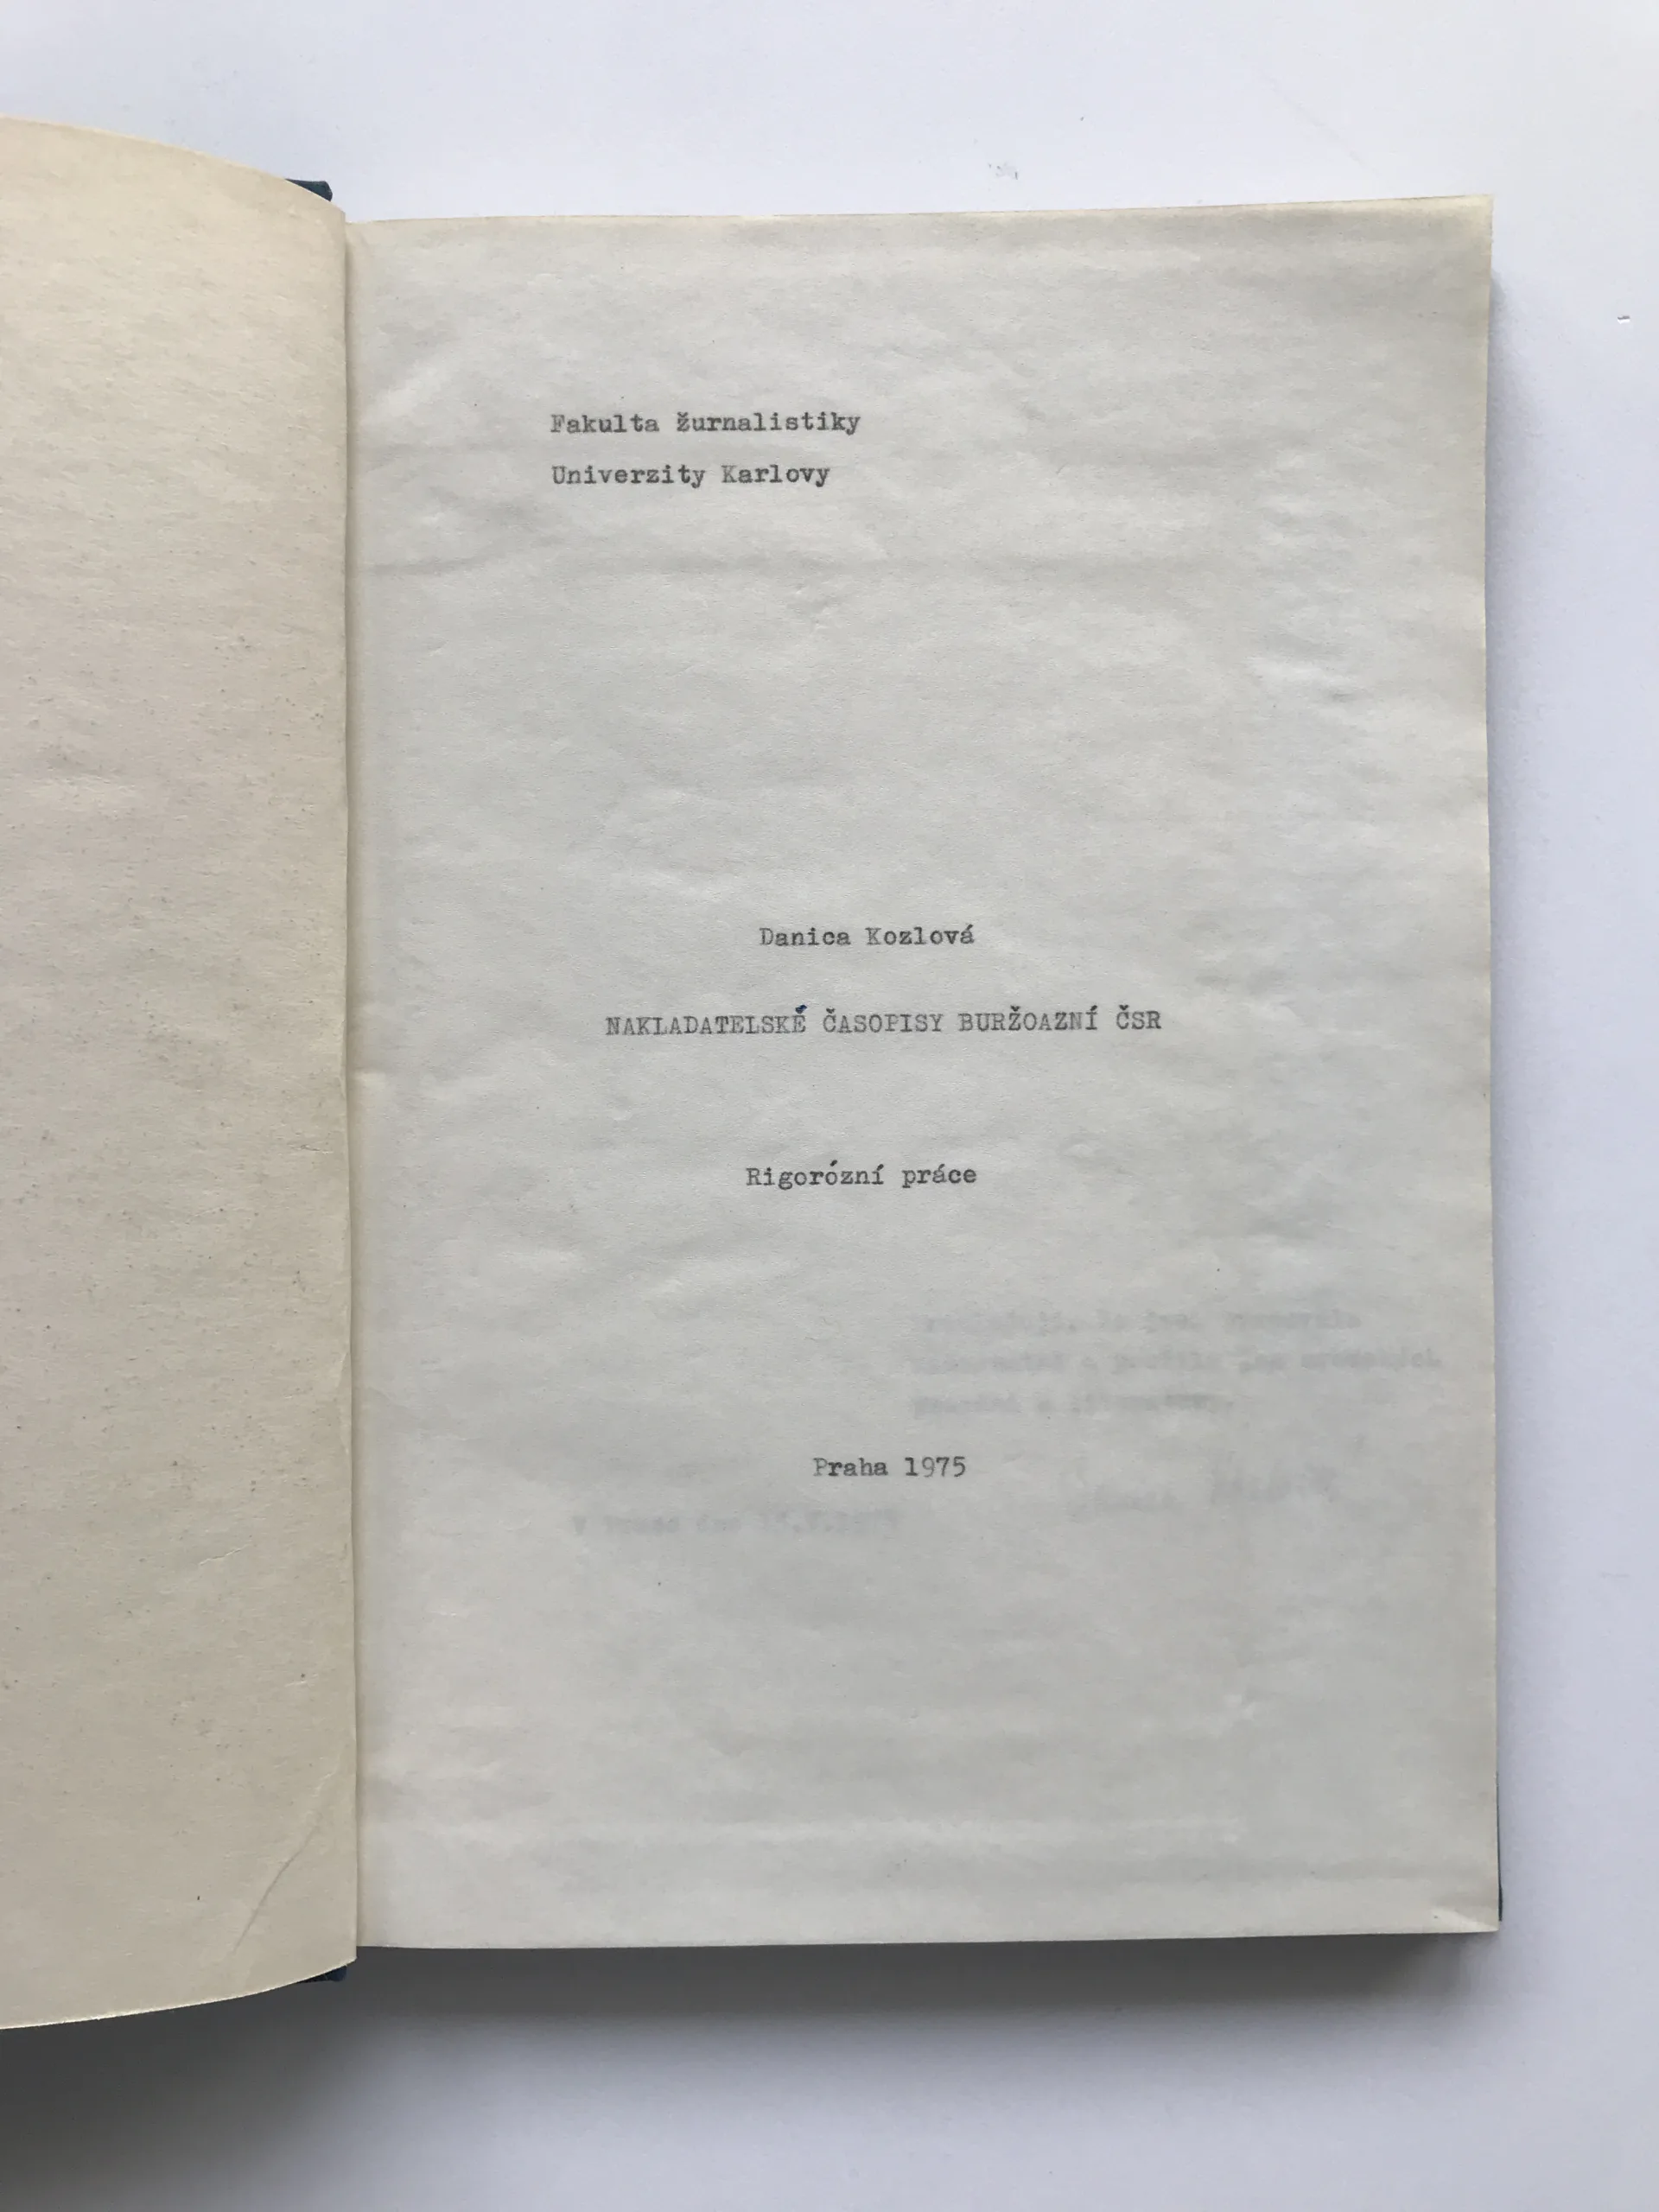 Fakulta žurnalistiky
Univerzity Karlovy
Danica Kozlová
NAKLADATELSKÉ ČASOPISY BURŽOAZNÍ ČSR
Rigorózní práce
Praha 1975